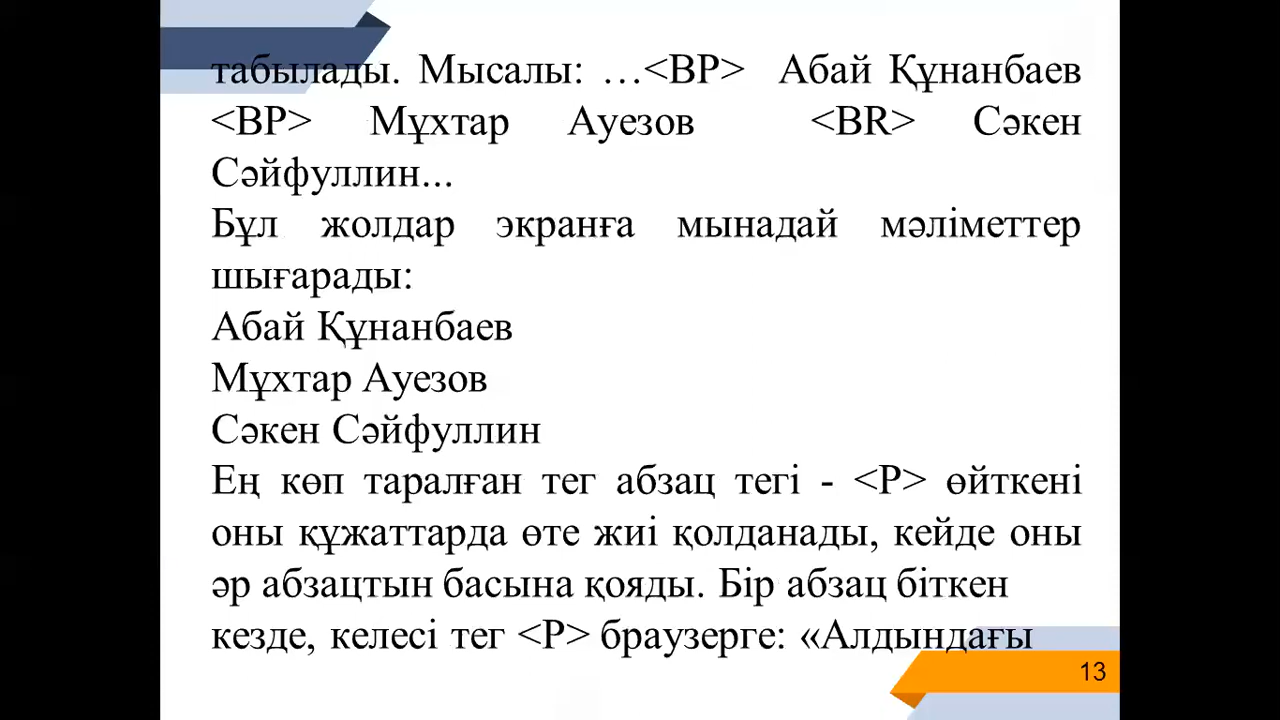 табылады. Мысалы: …<BP> Абай Құнанбаев
<BP> Мұхтар Ауезов <BR> Сәкен
Сәйфуллин...
Бұл жолдар экранға мынадай мәліметтер
шығарады:
Абай Құнанбаев
Мұхтар Ауезов
Сәкен Сәйфуллин
Ең көп таралған тег абзац тегі - <P> өйткені
оны құжаттарда өте жиі қолданады, кейде оны
әр абзацтын басына қояды. Бір абзац біткен
кезде, келесі тег <P> браузерге: «Алдындағы
13